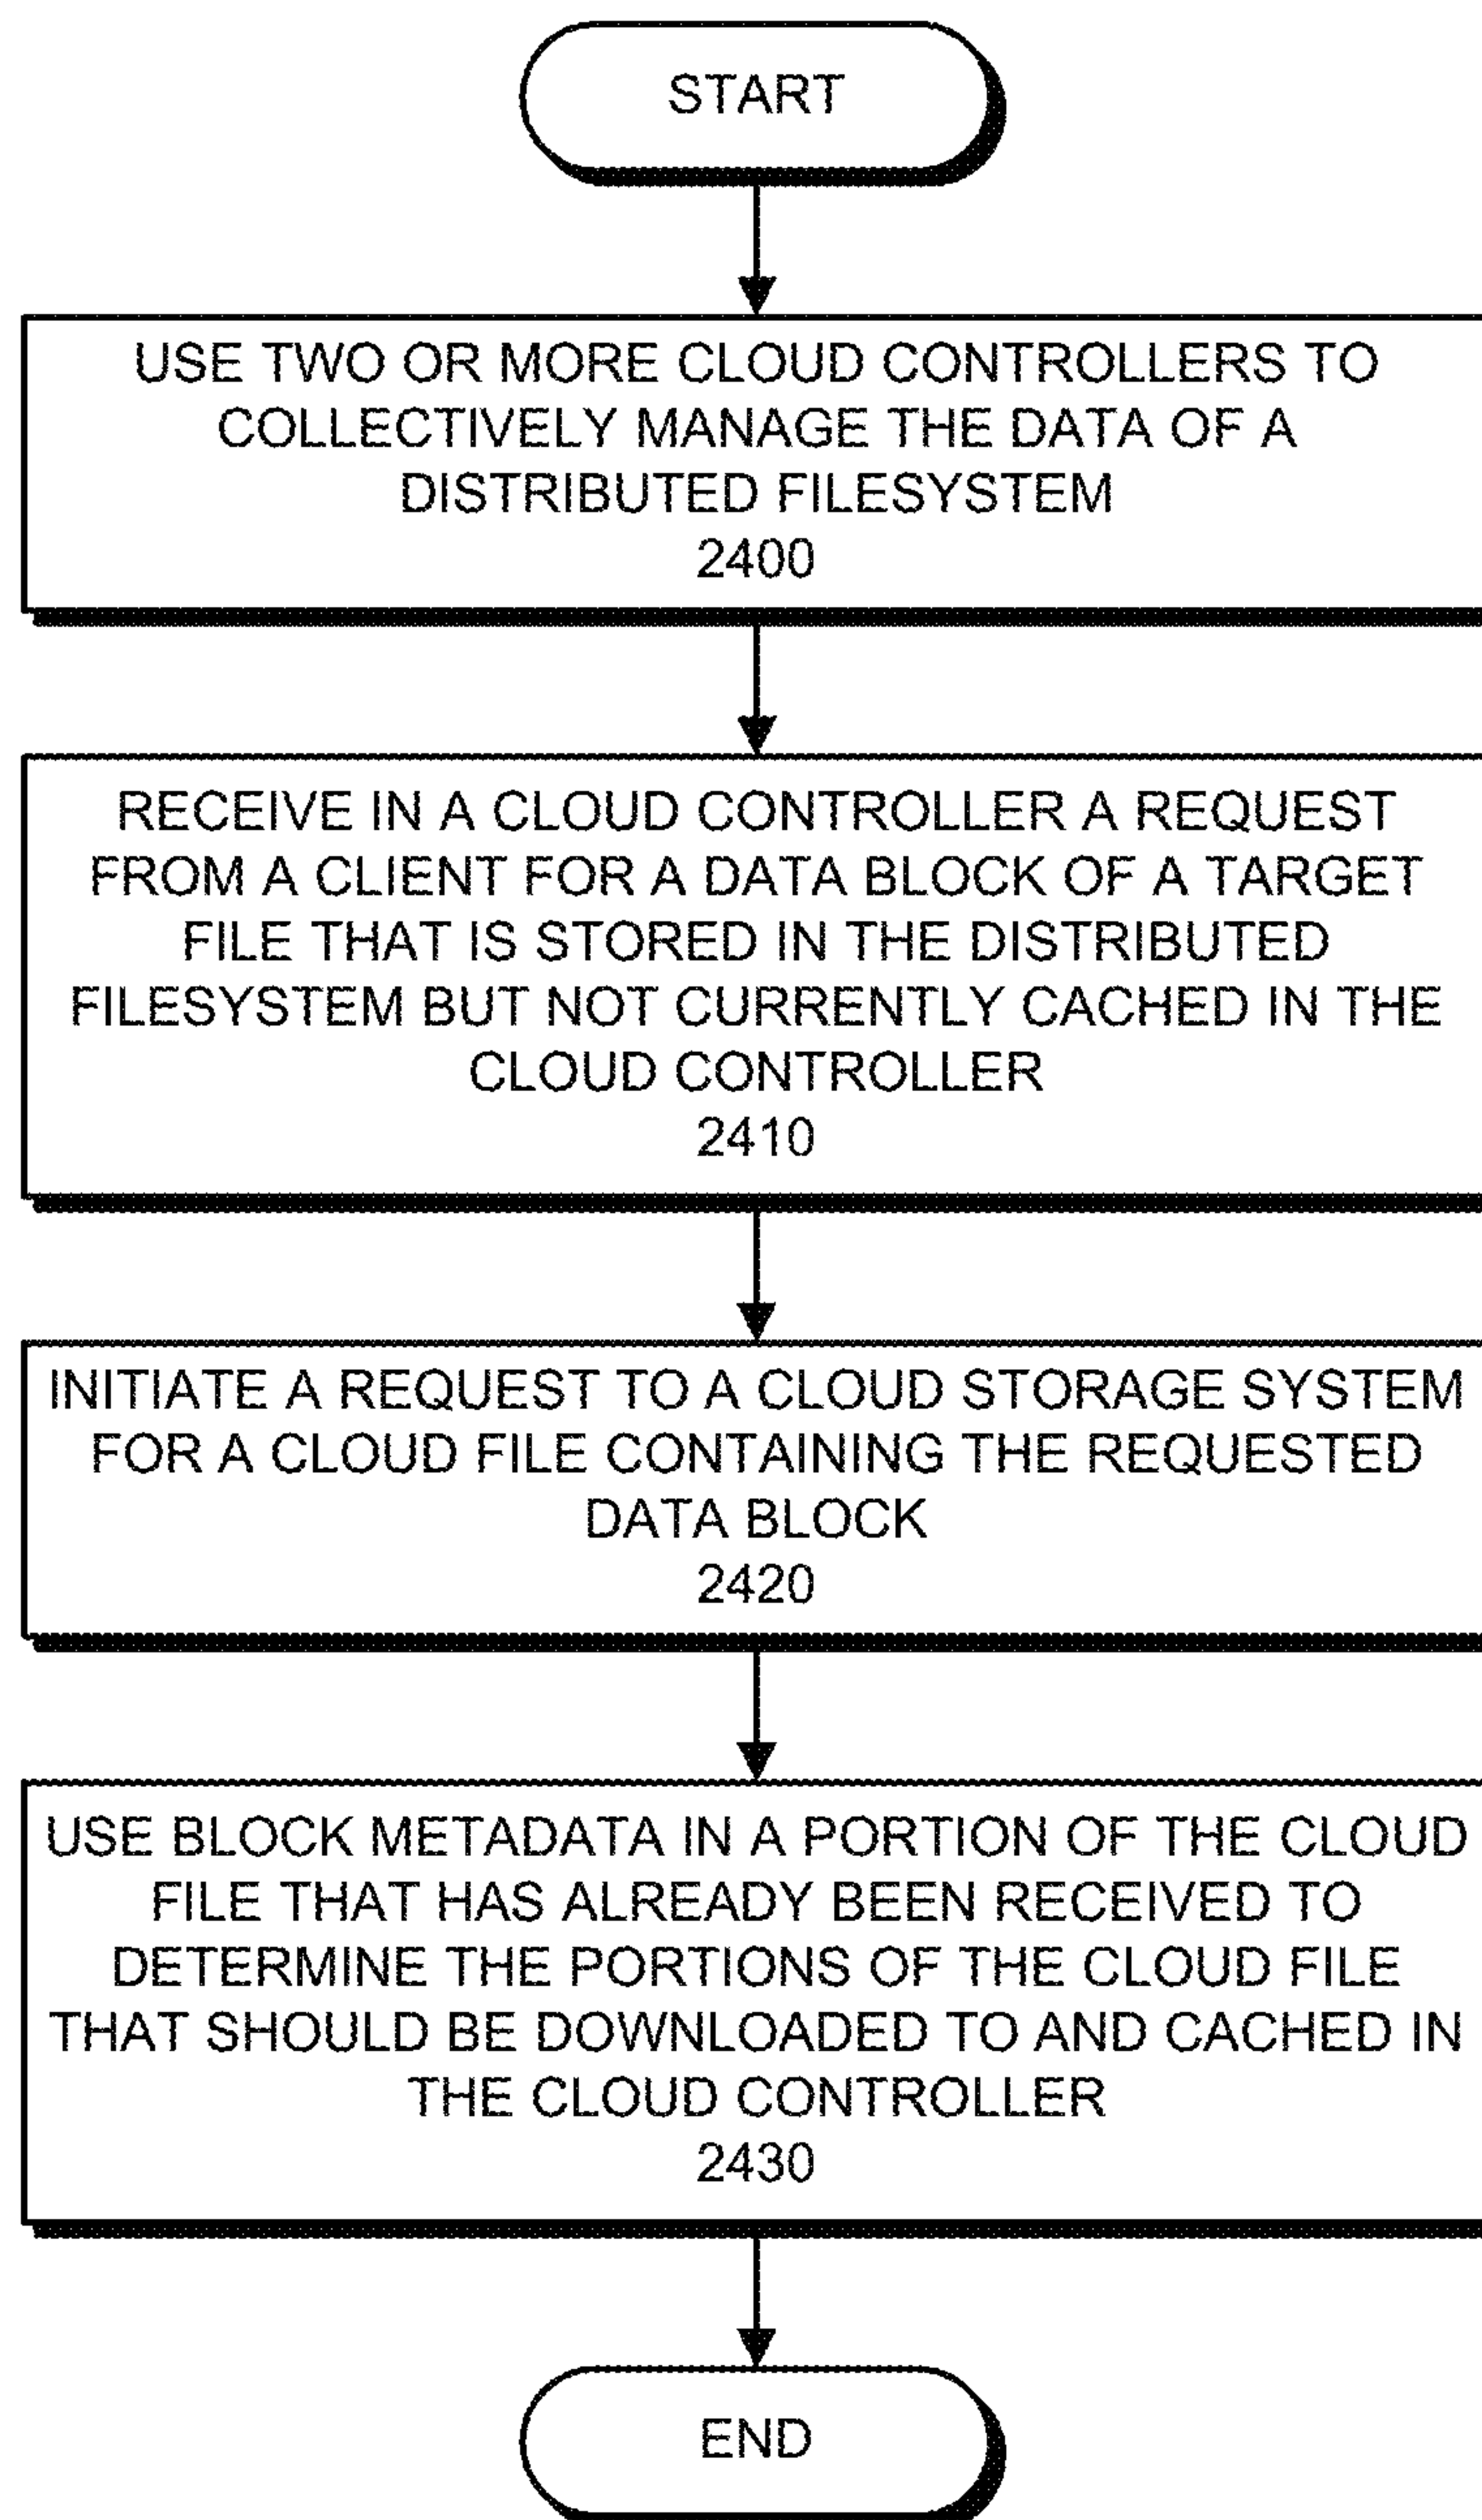 START
USE TWO OR MORE CLOUD CONTROLLERS TO
COLLECTIVELY MANAGE THE DATA OF A
DISTRIBUTED FILESYSTEM
2400
RECEIVE IN A CLOUD CONTROLLER A REQUEST
FROM A CLIENT FOR A DATA BLOCK OF A TARGET
FILE THAT IS STORED IN THE DISTRIBUTED
FILESYSTEM BUT NOT CURRENTLY CACHED IN THE
CLOUD CONTROLLER
2410
INITIATE A REQUEST TO A CLOUD STORAGE SYSTEM
FOR A CLOUD FILE CONTAINING THE REQUESTED
DATA BLOCK
2420
USE BLOCK METADATA IN A PORTION OF THE CLOUD
FILE THAT HAS ALREADY BEEN RECEIVED TO
DETERMINE THE PORTIONS OF THE CLOUD FILE
THAT SHOULD BE DOWNLOADED TO AND CACHED IN
THE CLOUD CONTROLLER
2430
END